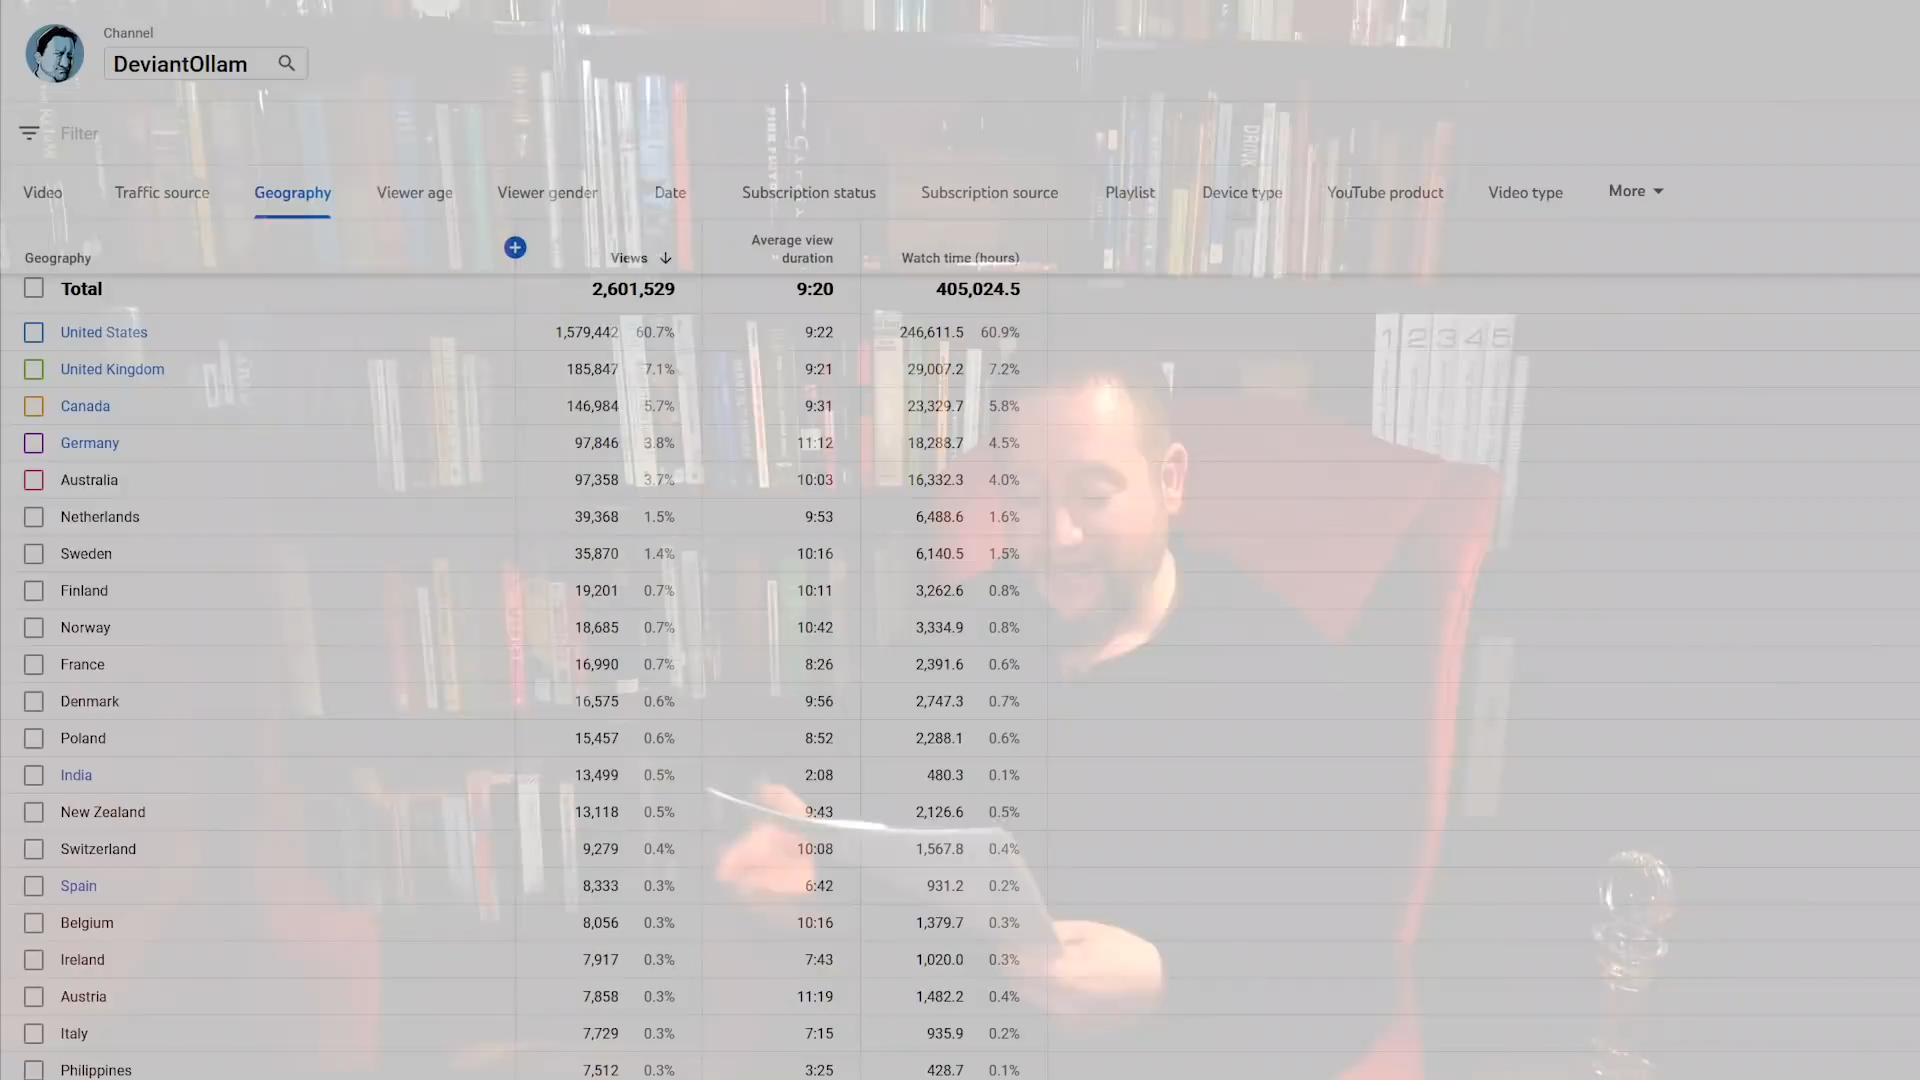 Channel
DeviantOllam
Filter
Video Traffic source Geography Viewer age Viewer gender Date Subscription status Subscription source Playlist Device type YouTube product Video type More
Geography Views Average view duration Watch time (hours)
Total 2,601,529 9:20 405,024.5
United States 1,579,442 60.7% 9:22 246,611.5 60.9%
United Kingdom 185,847 7.1% 9:21 29,007.2 7.2%
Canada 146,984 5.7% 9:31 23,329.7 5.8%
Germany 97,846 3.8% 11:12 18,288.7 4.5%
Australia 97,358 3.7% 10:03 16,332.3 4.0%
Netherlands 39,368 1.5% 9:53 6,488.6 1.6%
Sweden 35,870 1.4% 10:16 6,140.5 1.5%
Finland 19,201 0.7% 10:11 3,262.6 0.8%
Norway 18,685 0.7% 10:42 3,334.9 0.8%
France 16,990 0.7% 8:26 2,391.6 0.6%
Denmark 16,575 0.6% 9:56 2,747.3 0.7%
Poland 15,457 0.6% 8:52 2,288.1 0.6%
India 13,499 0.5% 2:08 480.3 0.1%
New Zealand 13,118 0.5% 9:43 2,126.6 0.5%
Switzerland 9,279 0.4% 10:08 1,567.8 0.4%
Spain 8,333 0.3% 6:42 931.2 0.2%
Belgium 8,056 0.3% 10:16 1,379.7 0.3%
Ireland 7,917 0.3% 7:43 1,020.0 0.3%
Austria 7,858 0.3% 11:19 1,482.2 0.4%
Italy 7,729 0.3% 7:15 935.9 0.2%
Philippines 7,512 0.3% 3:25 428.7 0.1%
DRINK
1 2 3 4 5